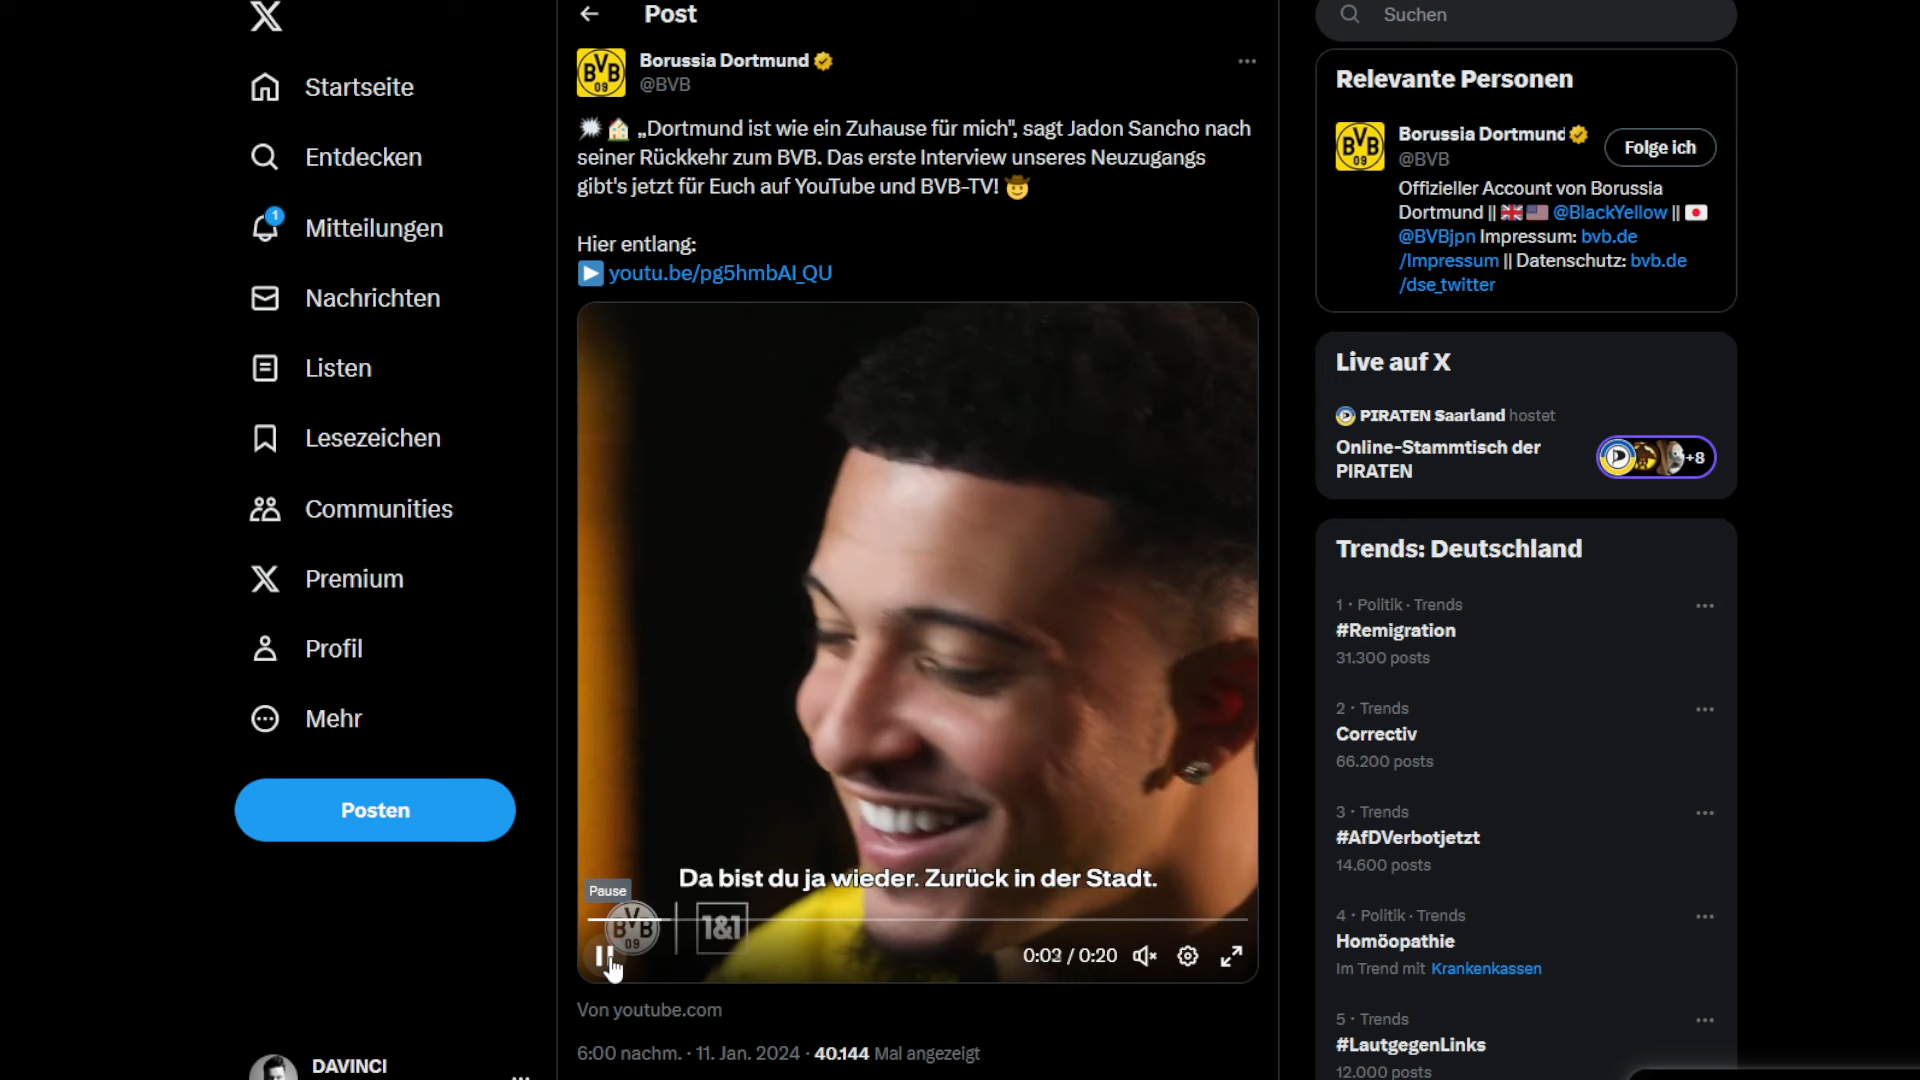 Startseite
Entdecken
1
Mitteilungen
Nachrichten
Listen
Lesezeichen
Communities
Premium
Profil
Mehr
Posten
DAVINCI
Post
BVB
09
Borussia Dortmund
@BVB
„Dortmund ist wie ein Zuhause für mich", sagt Jadon Sancho nach
seiner Rückkehr zum BVB. Das erste Interview unseres Neuzugangs
gibt's jetzt für Euch auf YouTube und BVB-TV!
Hier entlang:
youtu.be/pg5hmbAI_QU
Da bist du ja wieder. Zurück in der Stadt.
Pause
BVB
09
1&1
0:02 / 0:20
Von youtube.com
6:00 nachm. · 11. Jan. 2024 · 40.144 Mal angezeigt
Suchen
Relevante Personen
BVB
09
Borussia Dortmund
@BVB
Folge ich
Offizieller Account von Borussia
Dortmund || @BlackYellow ||
@BVBjpn Impressum: bvb.de
/Impressum || Datenschutz: bvb.de
/dse_twitter
Live auf X
PIRATEN Saarland hostet
Online-Stammtisch der
PIRATEN
+8
Trends: Deutschland
1 · Politik · Trends
#Remigration
31.300 posts
2 · Trends
Correctiv
66.200 posts
3 · Trends
#AfDVerbotjetzt
14.600 posts
4 · Politik · Trends
Homöopathie
Im Trend mit Krankenkassen
5 · Trends
#LautgegenLinks
12.000 posts